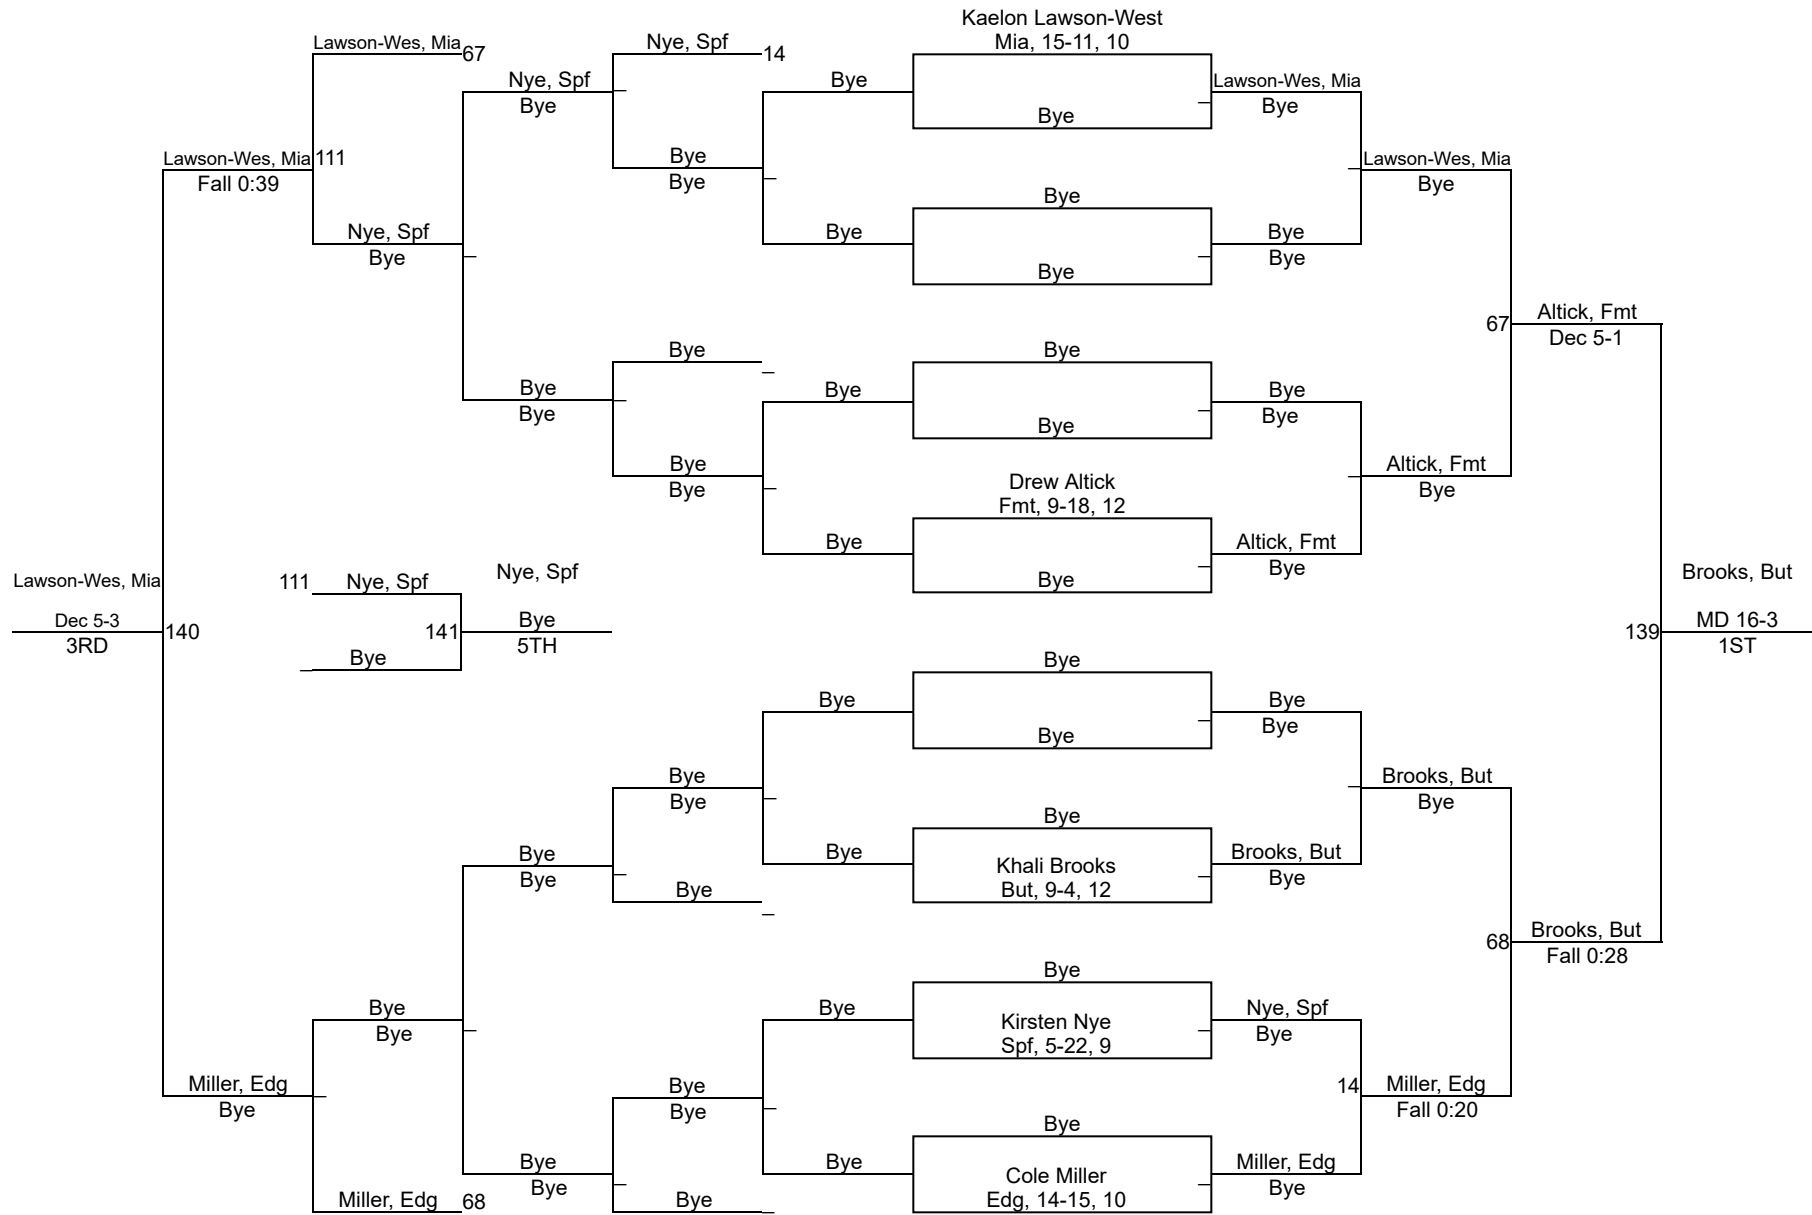 Kaelon Lawson-West
Mia, 15-11, 10
Lawson-Wes, Mia
67
Nye, Spf
14
Nye, Spf
Bye
Bye
Bye
Lawson-Wes, Mia
Bye
Lawson-Wes, Mia
111
Fall 0:39
Bye
Bye
Lawson-Wes, Mia
Bye
Bye
Nye, Spf
Bye
Bye
Bye
Bye
Bye
67
Altick, Fmt
Dec 5-1
Bye
Bye
Bye
Bye
Bye
Bye
Bye
Bye
Bye
Bye
Bye
Altick, Fmt
Bye
Drew Altick
Fmt, 9-18, 12
Bye
Altick, Fmt
Bye
Bye
Lawson-Wes, Mia
Dec 5-3
3RD
140
111
Nye, Spf
Bye
141
Nye, Spf
Bye
5TH
Brooks, But
139
MD 16-3
1ST
Bye
Bye
Bye
Bye
Bye
Bye
Bye
Brooks, But
Bye
Bye
Bye
Bye
Bye
Khali Brooks
But, 9-4, 12
Brooks, But
Bye
Bye
68
Brooks, But
Fall 0:28
Bye
Bye
Bye
Bye
Kirsten Nye
Spf, 5-22, 9
Nye, Spf
Bye
Miller, Edg
Bye
Bye
Bye
14
Miller, Edg
Fall 0:20
Bye
Bye
Bye
Bye
Cole Miller
Edg, 14-15, 10
Miller, Edg
Bye
Miller, Edg
68
Bye